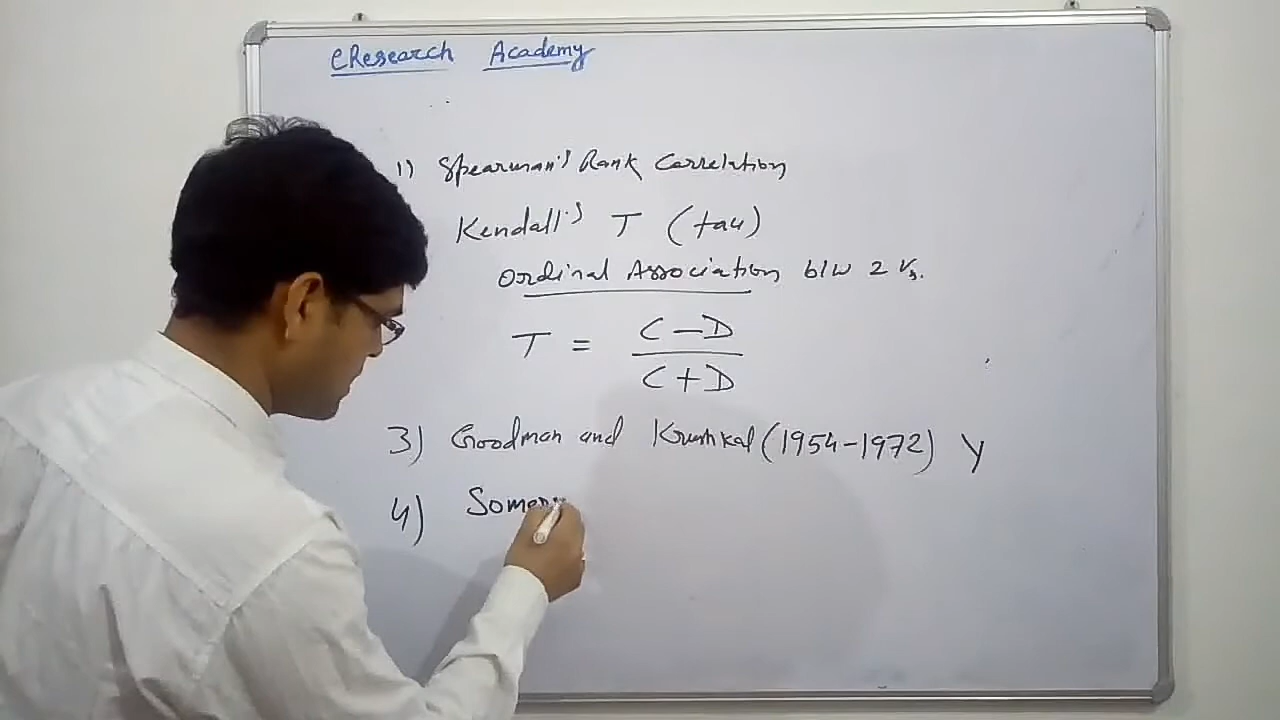 eResearch Academy
1) Spearman's Rank Correlation
Kendall's T (tau)
Ordinal Association b/w 2 Vs.
T = C - D / C + D
3) Goodman and Krushkal (1954-1972) γ
4) Somer